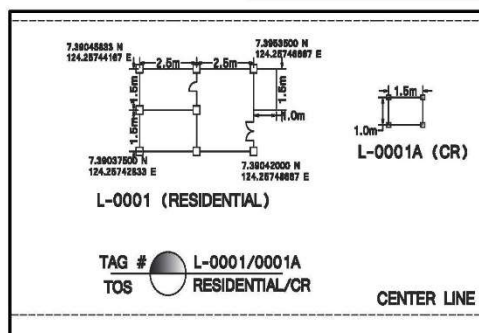 7.39045833 N
124.25744167 E
7.3953500 N
124.25746667 E
2.5m
2.5m
1.5m
1.5m
1.5m
1.0m
7.39037500 N
124.25742833 E
7.39042000 N
124.25748667 E
L-0001 (RESIDENTIAL)
1.5m
1.0m
L-0001A (CR)
TAG # L-0001/0001A
TOS RESIDENTIAL/CR
CENTER LINE